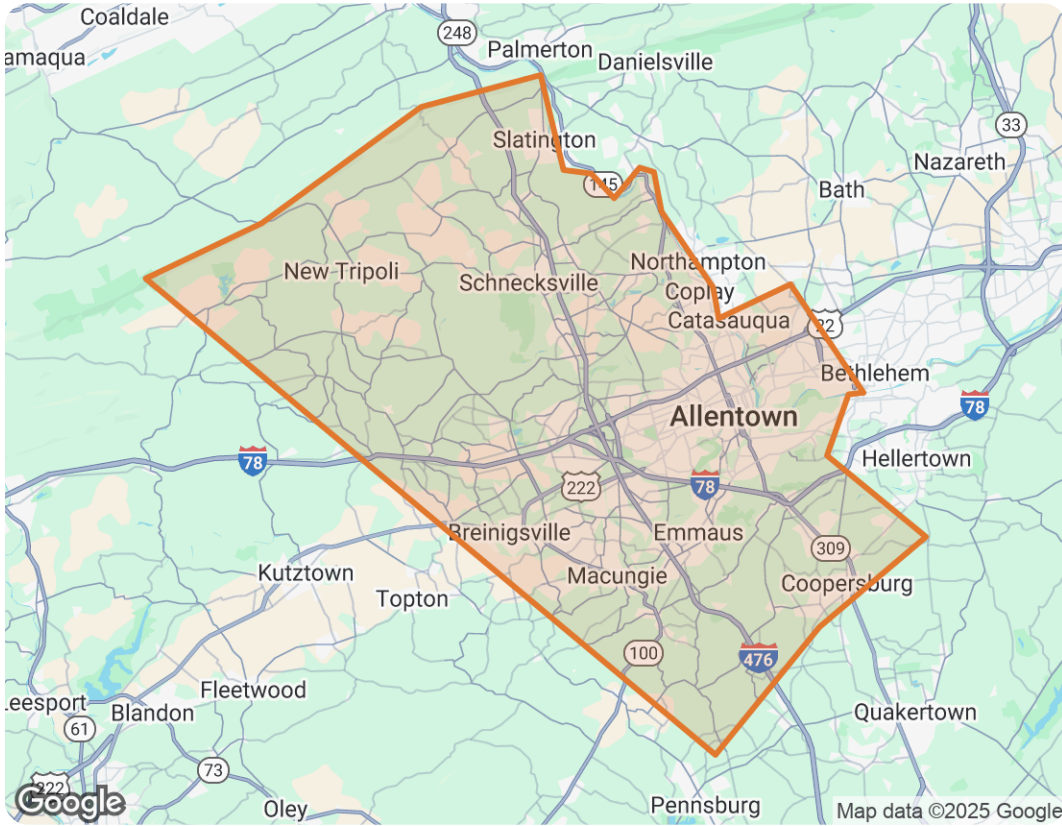 Coaldale
248
Palmerton
amaqua
Danielsville
33
Slatington
Nazareth
145
Bath
Northampton
New Tripoli
Schnecksville
Coplay
Catasauqua
22
Bethlehem
Allentown
78
78
Hellertown
222
78
Breinigsville
Emmaus
309
Kutztown
Macungie
Coopersburg
Topton
100
476
Fleetwood
Leesport
Blandon
Quakertown
61
73
222
Google
Oley
Pennsburg
Map data ©2025 Google